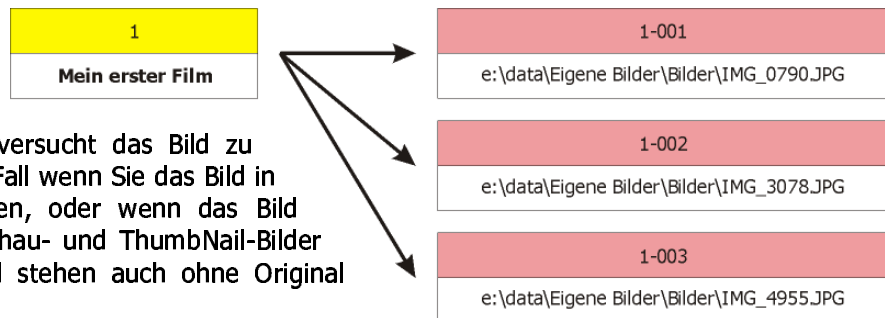 1
Mein erster Film
versucht das Bild zu
Fall wenn Sie das Bild in
en, oder wenn das Bild
hau- und ThumbNail-Bilder
stehen auch ohne Original
1-001
e:\data\Eigene Bilder\Bilder\IMG_0790.JPG
1-002
e:\data\Eigene Bilder\Bilder\IMG_3078.JPG
1-003
e:\data\Eigene Bilder\Bilder\IMG_4955.JPG